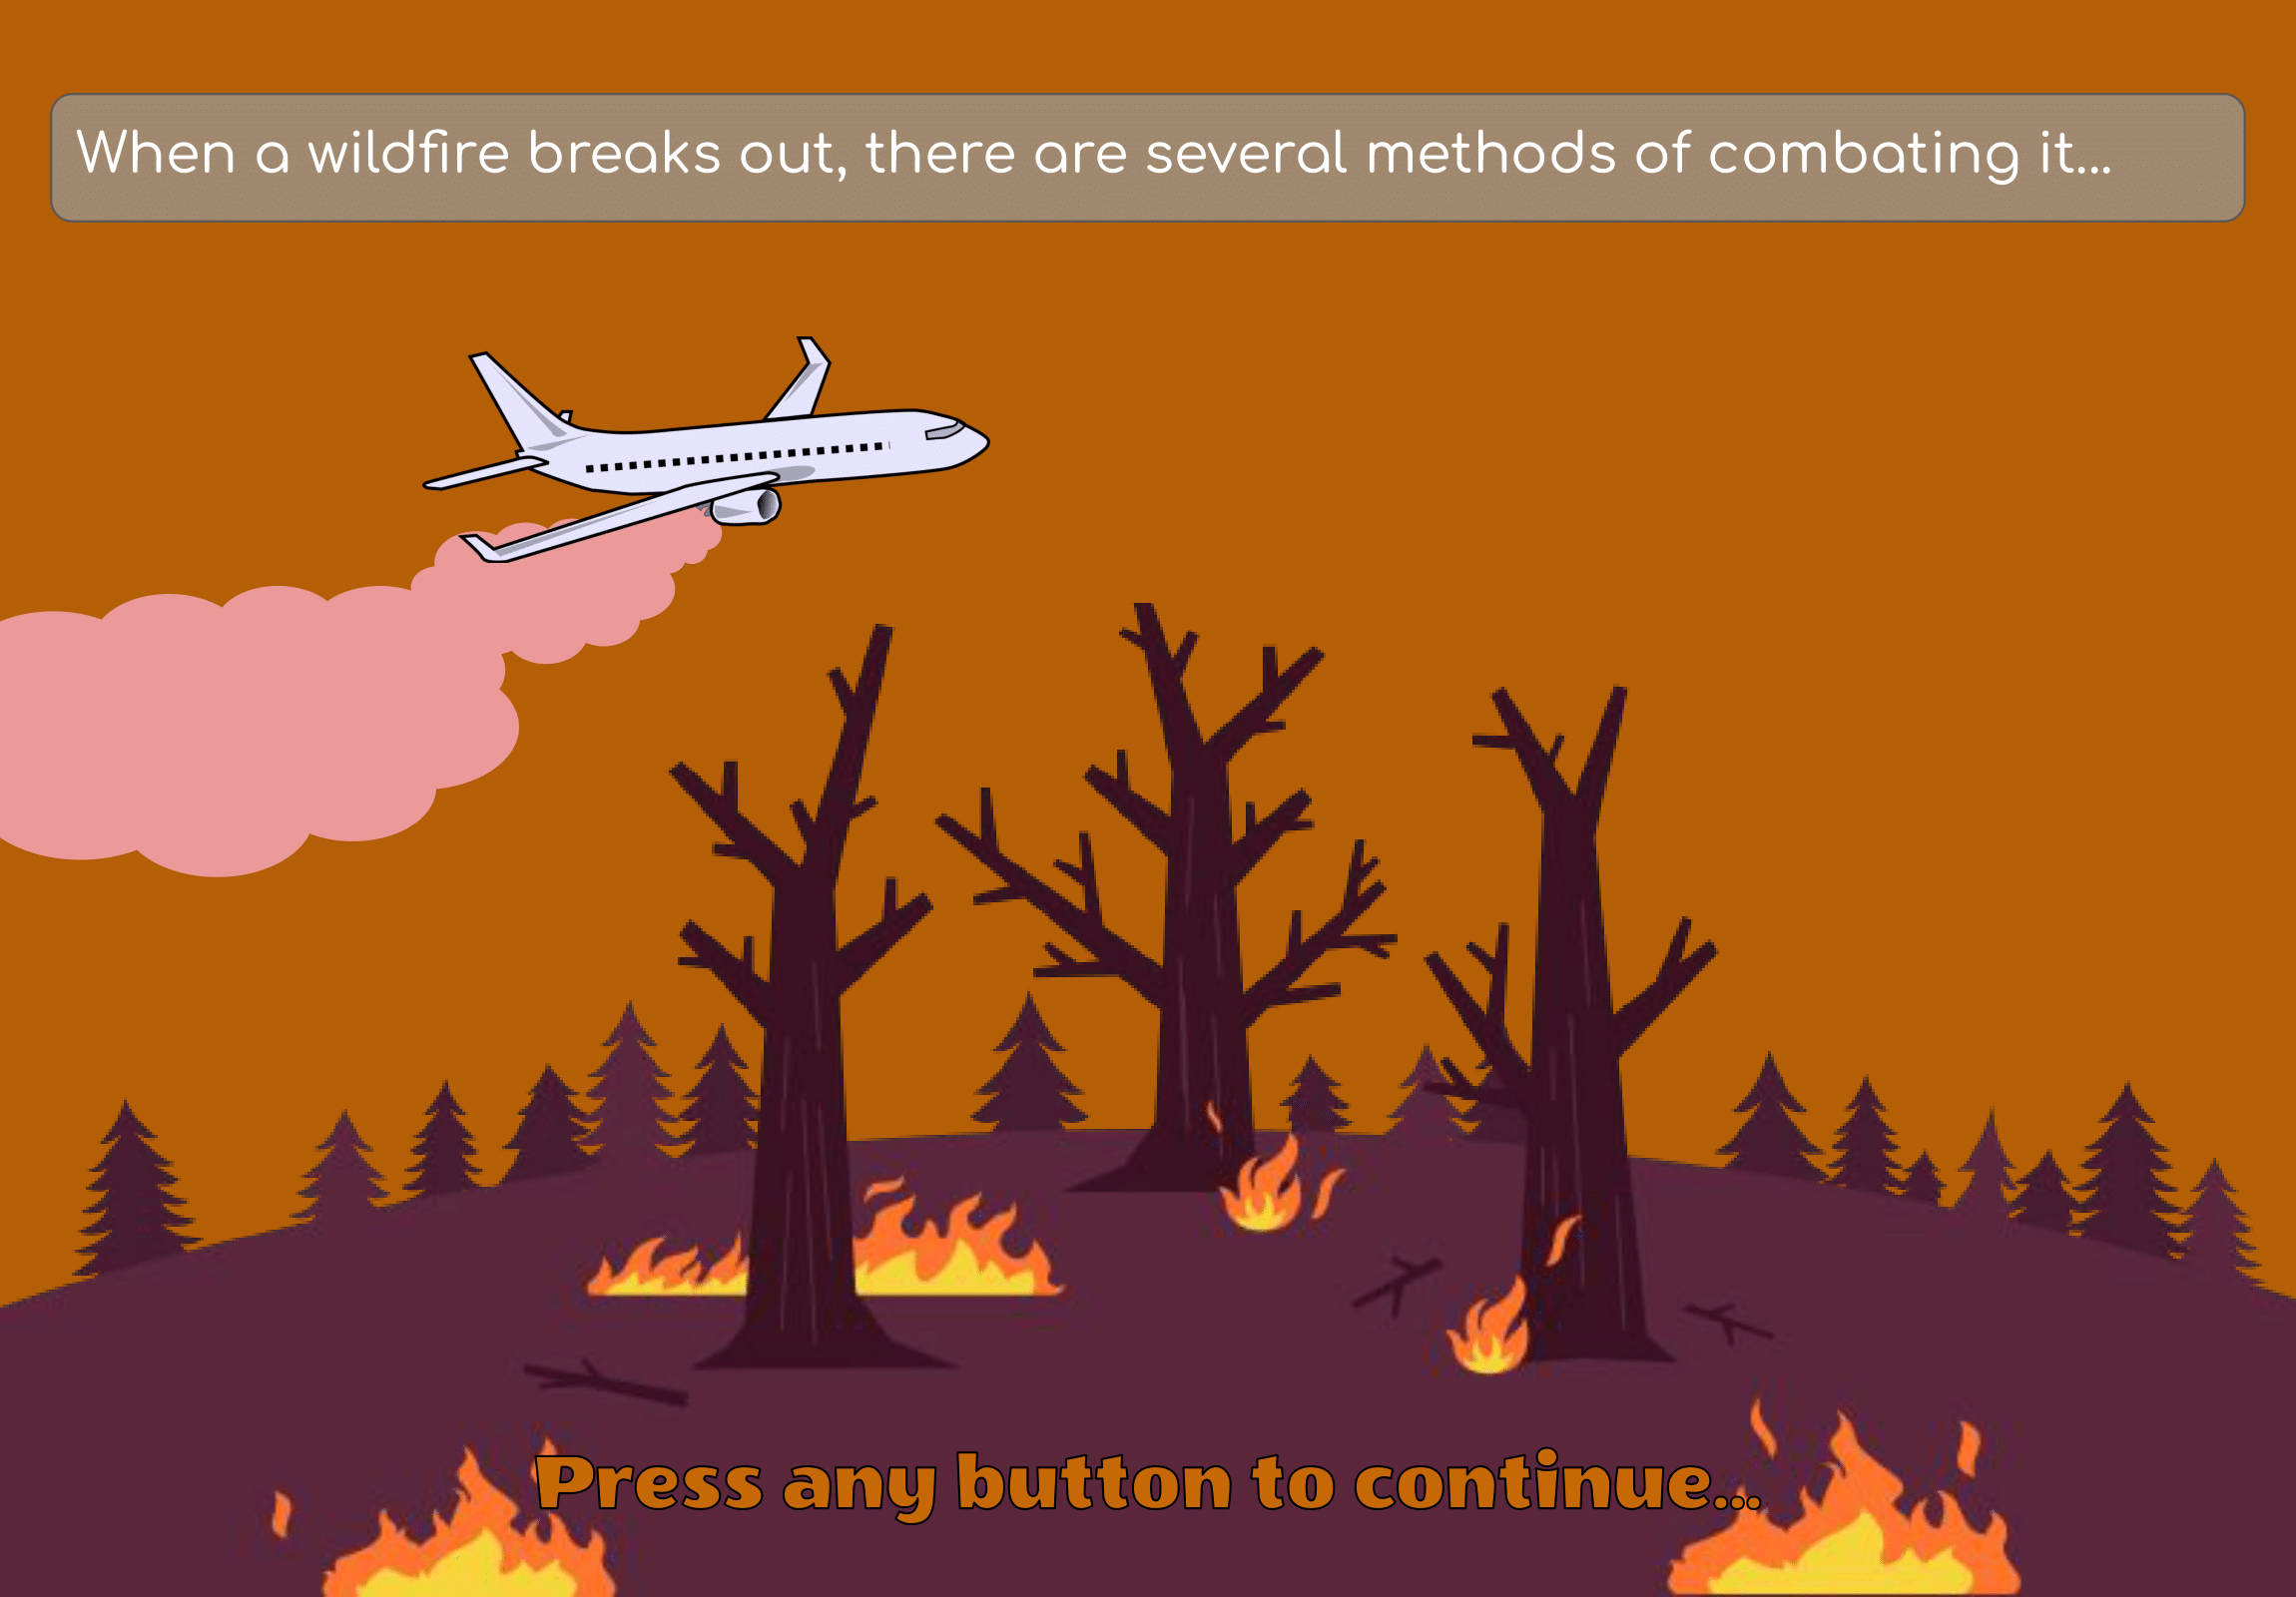 When a wildfire breaks out, there are several methods of combating it...
Press any button to continue...